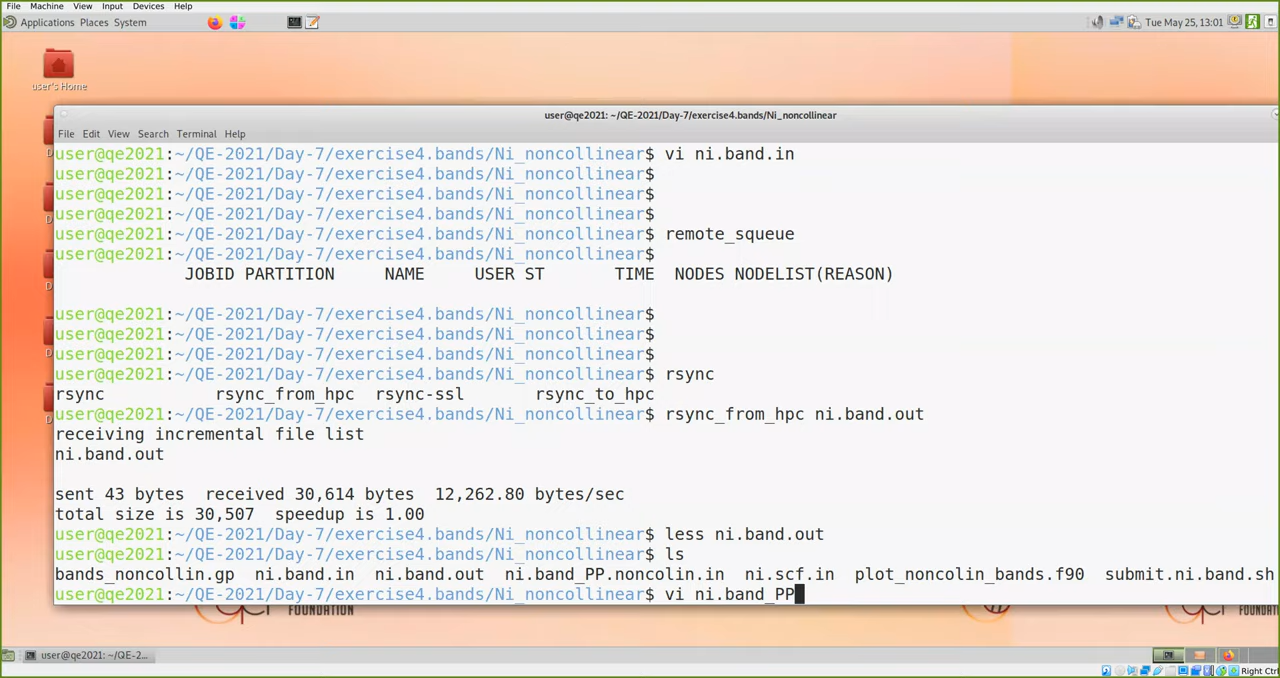 File Machine View Input Devices Help
Applications Places System Tue May 25, 13:01
user's Home
user@qe2021: ~/QE-2021/Day-7/exercise4.bands/Ni_noncollinear
File Edit View Search Terminal Help
user@qe2021:~/QE-2021/Day-7/exercise4.bands/Ni_noncollinear$ vi ni.band.in
user@qe2021:~/QE-2021/Day-7/exercise4.bands/Ni_noncollinear$
user@qe2021:~/QE-2021/Day-7/exercise4.bands/Ni_noncollinear$
user@qe2021:~/QE-2021/Day-7/exercise4.bands/Ni_noncollinear$
user@qe2021:~/QE-2021/Day-7/exercise4.bands/Ni_noncollinear$ remote_squeue
user@qe2021:~/QE-2021/Day-7/exercise4.bands/Ni_noncollinear$
JOBID PARTITION NAME USER ST TIME NODES NODELIST(REASON)
user@qe2021:~/QE-2021/Day-7/exercise4.bands/Ni_noncollinear$
user@qe2021:~/QE-2021/Day-7/exercise4.bands/Ni_noncollinear$
user@qe2021:~/QE-2021/Day-7/exercise4.bands/Ni_noncollinear$
user@qe2021:~/QE-2021/Day-7/exercise4.bands/Ni_noncollinear$ rsync
rsync rsync_from_hpc rsync-ssl rsync_to_hpc
user@qe2021:~/QE-2021/Day-7/exercise4.bands/Ni_noncollinear$ rsync_from_hpc ni.band.out
receiving incremental file list
ni.band.out
sent 43 bytes received 30,614 bytes 12,262.80 bytes/sec
total size is 30,507 speedup is 1.00
user@qe2021:~/QE-2021/Day-7/exercise4.bands/Ni_noncollinear$ less ni.band.out
user@qe2021:~/QE-2021/Day-7/exercise4.bands/Ni_noncollinear$ ls
bands_noncollin.gp ni.band.in ni.band.out ni.band_PP.noncolin.in ni.scf.in plot_noncolin_bands.f90 submit.ni.band.sh
user@qe2021:~/QE-2021/Day-7/exercise4.bands/Ni_noncollinear$ vi ni.band_PP
FOUNDATION
user@qe2021: ~/QE-2...
Right Ctrl